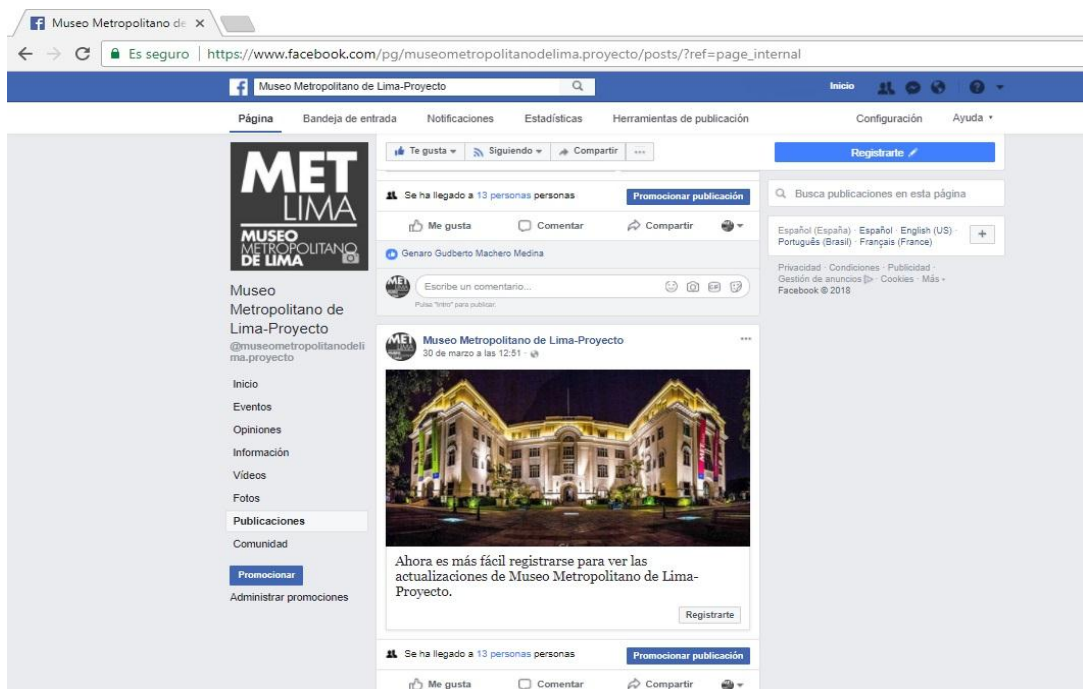 Museo Metropolitano de
Es seguro | https://www.facebook.com/pg/museometropolitanodelima.proyecto/posts/?ref=page_internal
Museo Metropolitano de Lima-Proyecto
Inicio
Página Bandeja de entrada Notificaciones Estadísticas Herramientas de publicación Configuración Ayuda
MET
LIMA
MUSEO
METROPOLITANO
DE LIMA
Museo
Metropolitano de
Lima-Proyecto
@museometropolitanodeli
ma.proyecto
Inicio
Eventos
Opiniones
Información
Vídeos
Fotos
Publicaciones
Comunidad
Promocionar
Administrar promociones
Te gusta Siguiendo Compartir ...
Se ha llegado a 13 personas personas Promocionar publicación
Me gusta Comentar Compartir
Genaro Gudberto Machero Medina
Escribe un comentario...
GIF
Pulsa "Intro" para publicar.
Museo Metropolitano de Lima-Proyecto
30 de marzo a las 12:51 ·
MET
Ahora es más fácil registrarse para ver las
actualizaciones de Museo Metropolitano de Lima-
Proyecto.
Registrarte
Se ha llegado a 13 personas personas Promocionar publicación
Me gusta Comentar Compartir
Registrarte
Busca publicaciones en esta página
Español (España) · Español · English (US) ·
Português (Brasil) · Français (France)
+
Privacidad · Condiciones · Publicidad ·
Gestión de anuncios · Cookies · Más
Facebook © 2018